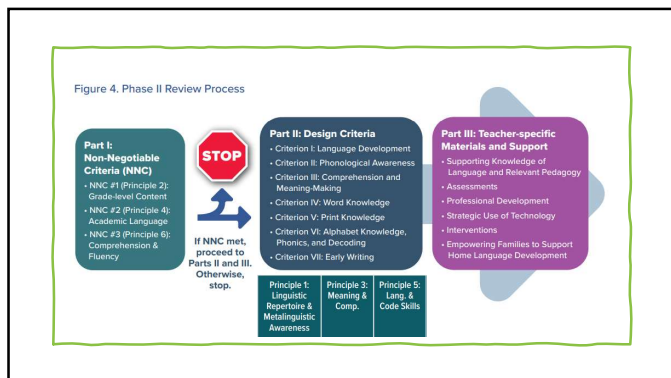 Figure 4. Phase II Review Process
Part I:
Non-Negotiable
Criteria (NNC)
• NNC #1 (Principle 2):
Grade-level Content
• NNC #2 (Principle 4):
Academic Language
• NNC #3 (Principle 6):
Comprehension &
Fluency
STOP
If NNC met,
proceed to
Parts II and III.
Otherwise,
stop.
Part II: Design Criteria
• Criterion I: Language Development
• Criterion II: Phonological Awareness
• Criterion III: Comprehension and
Meaning-Making
• Criterion IV: Word Knowledge
• Criterion V: Print Knowledge
• Criterion VI: Alphabet Knowledge,
Phonics, and Decoding
• Criterion VII: Early Writing
Principle 1:
Linguistic
Repertoire &
Metalinguistic
Awareness
Principle 3:
Meaning &
Comp.
Principle 5:
Lang. &
Code Skills
Part III: Teacher-specific
Materials and Support
• Supporting Knowledge of
Language and Relevant Pedagogy
• Assessments
• Professional Development
• Strategic Use of Technology
• Interventions
• Empowering Families to Support
Home Language Development